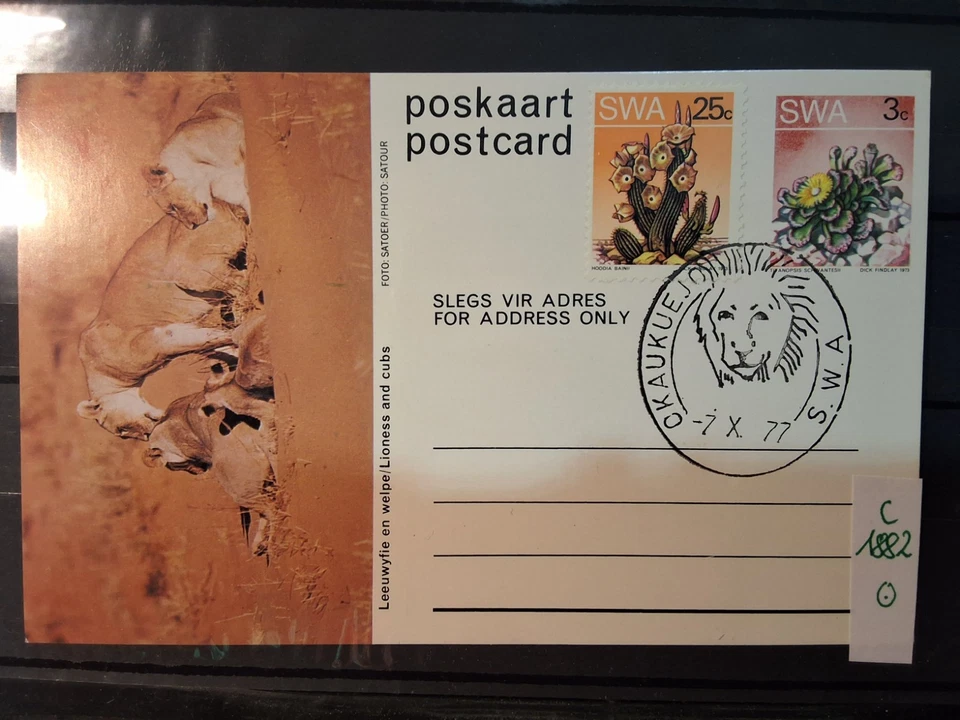 poskaart
postcard
SWA 25c
HOODIA BAINII
SWA 3c
DICK FINDLAY 1973
FOTO: SATOER/PHOTO: SATOUR
Leeuwyfie en welpe/Lioness and cubs
SLEGS VIR ADRES
FOR ADDRESS ONLY
OKAUKUEJO
S.W.A
-7 X 77
C
1882